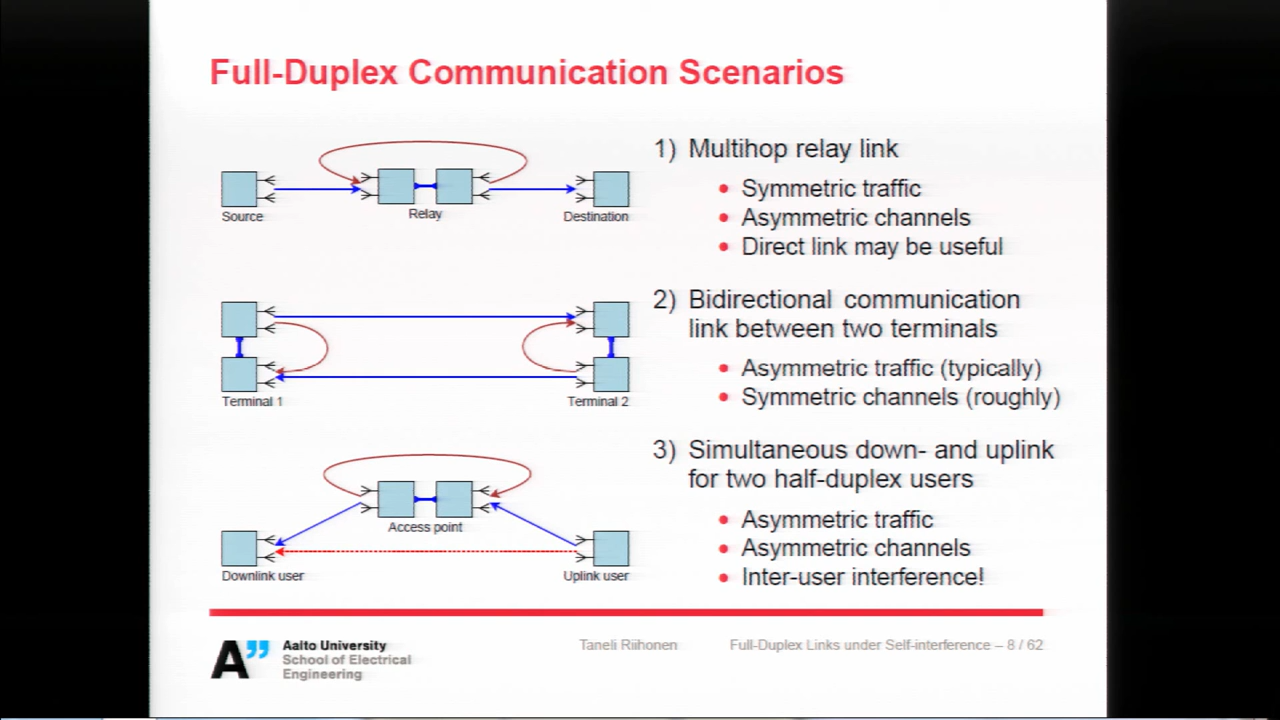 Full-Duplex Communication Scenarios
Source
Relay
Destination
1) Multihop relay link
• Symmetric traffic
• Asymmetric channels
• Direct link may be useful
Terminal 1
Terminal 2
2) Bidirectional communication
link between two terminals
• Asymmetric traffic (typically)
• Symmetric channels (roughly)
Access point
Downlink user
Uplink user
3) Simultaneous down- and uplink
for two half-duplex users
• Asymmetric traffic
• Asymmetric channels
• Inter-user interference!
A”
Aalto University
School of Electrical
Engineering
Taneli Riihonen
Full-Duplex Links under Self-interference – 8 / 62